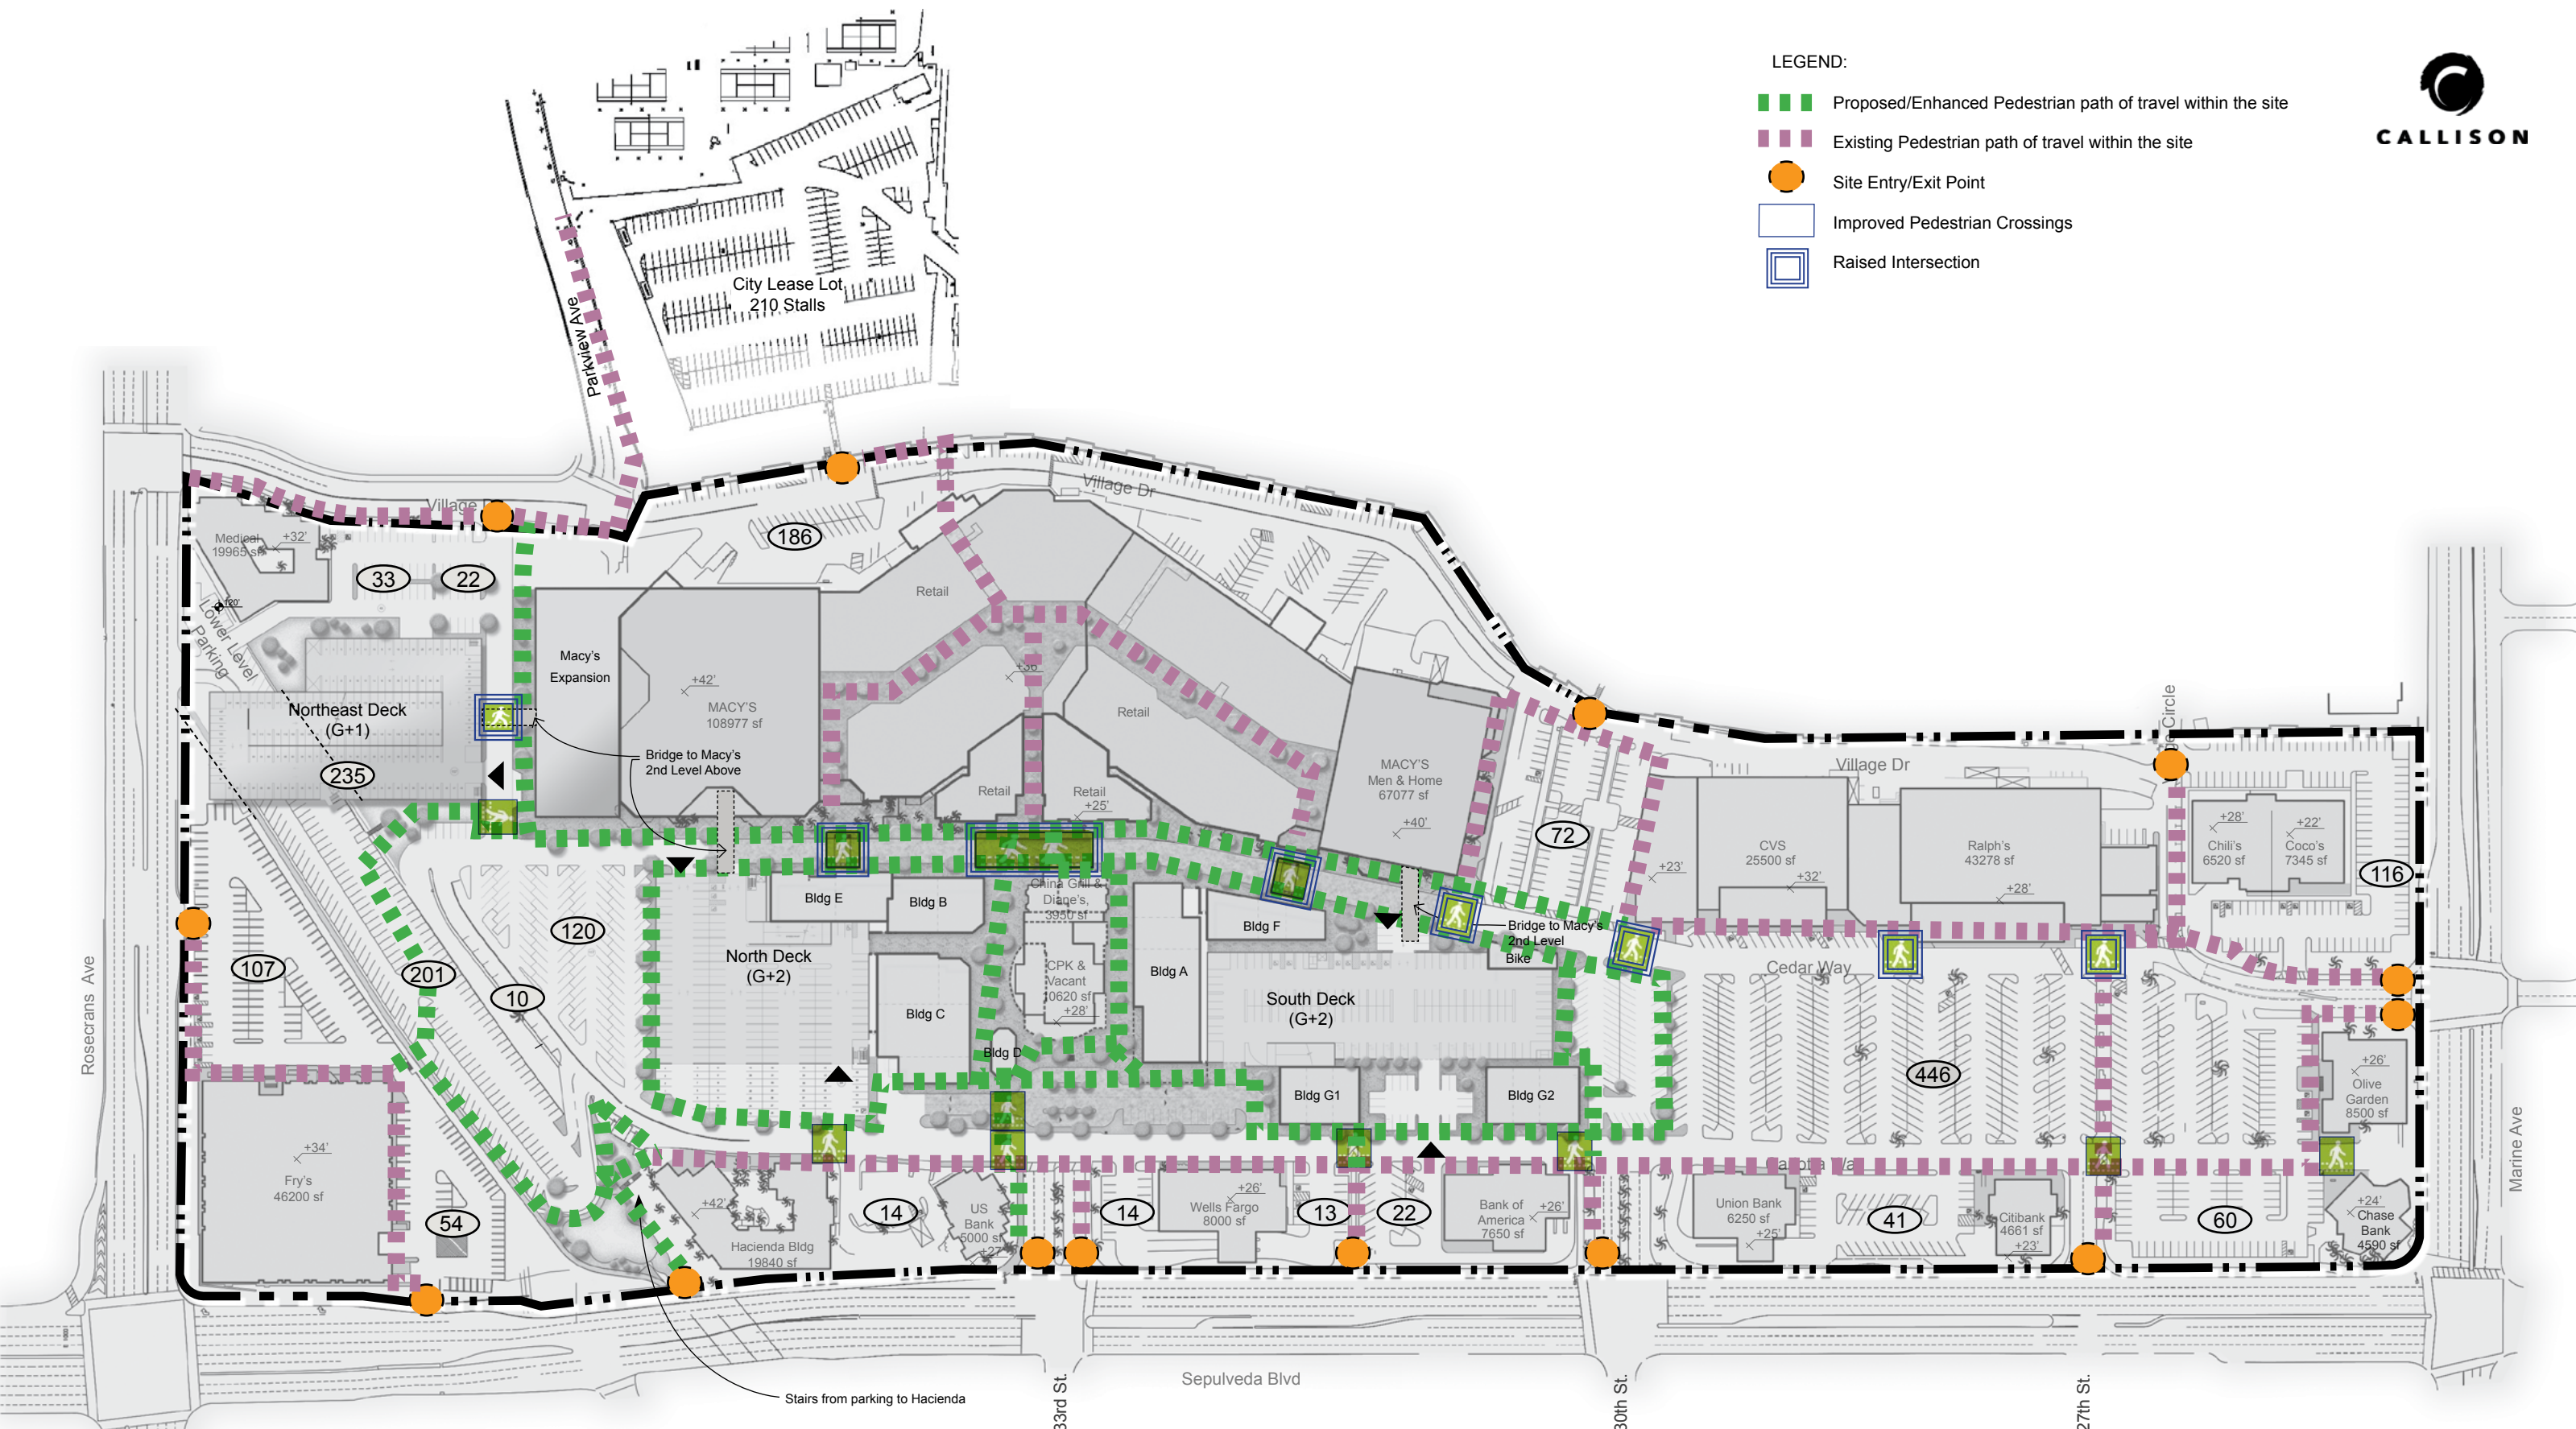 LEGEND:
Proposed/Enhanced Pedestrian path of travel within the site
Existing Pedestrian path of travel within the site
Site Entry/Exit Point
Improved Pedestrian Crossings
Raised Intersection
CALLISON
City Lease Lot
210 Stalls
Parkview Ave
Village Dr
Village
186
Medical
19965 sf
+32'
33
22
Lower Level
Parking
Retail
Macy's
Expansion
+42'
MACY'S
108977 sf
+36'
Retail
Northeast Deck
(G+1)
235
Bridge to Macy's
2nd Level Above
Retail
Retail
+25'
MACY'S
Men & Home
67077 sf
+40'
72
+23'
Village Dr
Circle
CVS
25500 sf
+32'
Ralph's
43278 sf
+28'
+28'
Chili's
6520 sf
+22'
Coco's
7345 sf
116
Bldg E
Bldg B
China Grill &
Diane's,
3950 sf
Bldg F
Bridge to Macy's
2nd Level
Bike
Cedar Way
120
107
201
10
North Deck
(G+2)
Bldg C
CPK &
Vacant
10620 sf
+28'
Bldg A
South Deck
(G+2)
Bldg D
Bldg G1
Bldg G2
446
+26'
Olive
Garden
8500 sf
Rosecrans Ave
Marine Ave
+34'
Fry's
46200 sf
54
+42'
Hacienda Bldg
19840 sf
14
US
Bank
5000 sf
+27'
14
+26'
Wells Fargo
8000 sf
13
22
Bank of
America
7650 sf
+26'
Union Bank
6250 sf
+25'
41
Citibank
4661 sf
+23'
60
+24'
Chase
Bank
4590 sf
Stairs from parking to Hacienda
Sepulveda Blvd
33rd St.
30th St.
27th St.